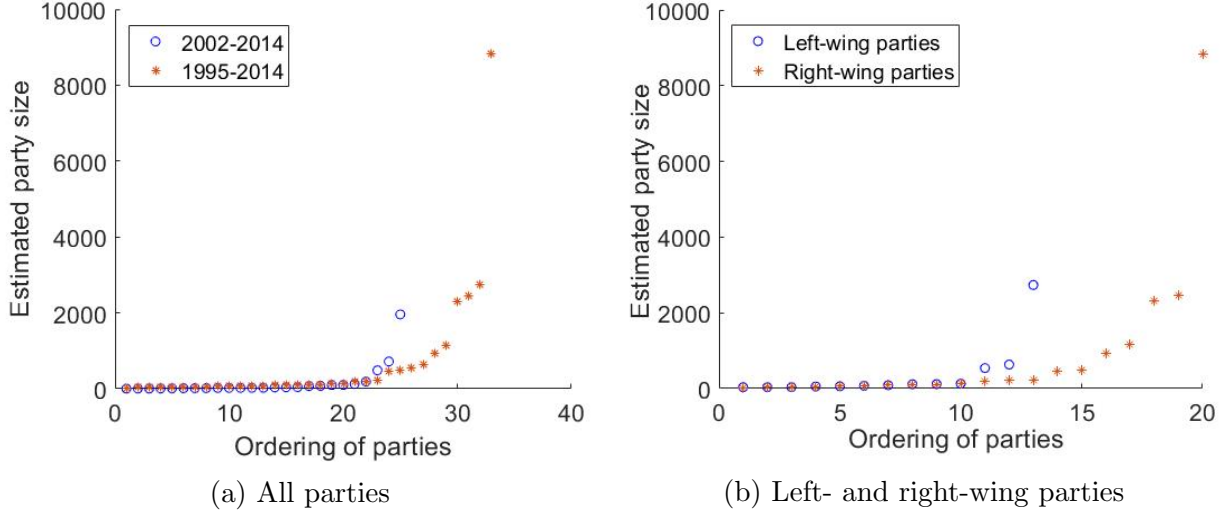 10000
8000
6000
4000
2000
0
Estimated party size
2002-2014
1995-2014
0 10 20 30 40
Ordering of parties
(a) All parties
10000
8000
6000
4000
2000
0
Estimated party size
Left-wing parties
Right-wing parties
0 5 10 15 20
Ordering of parties
(b) Left- and right-wing parties